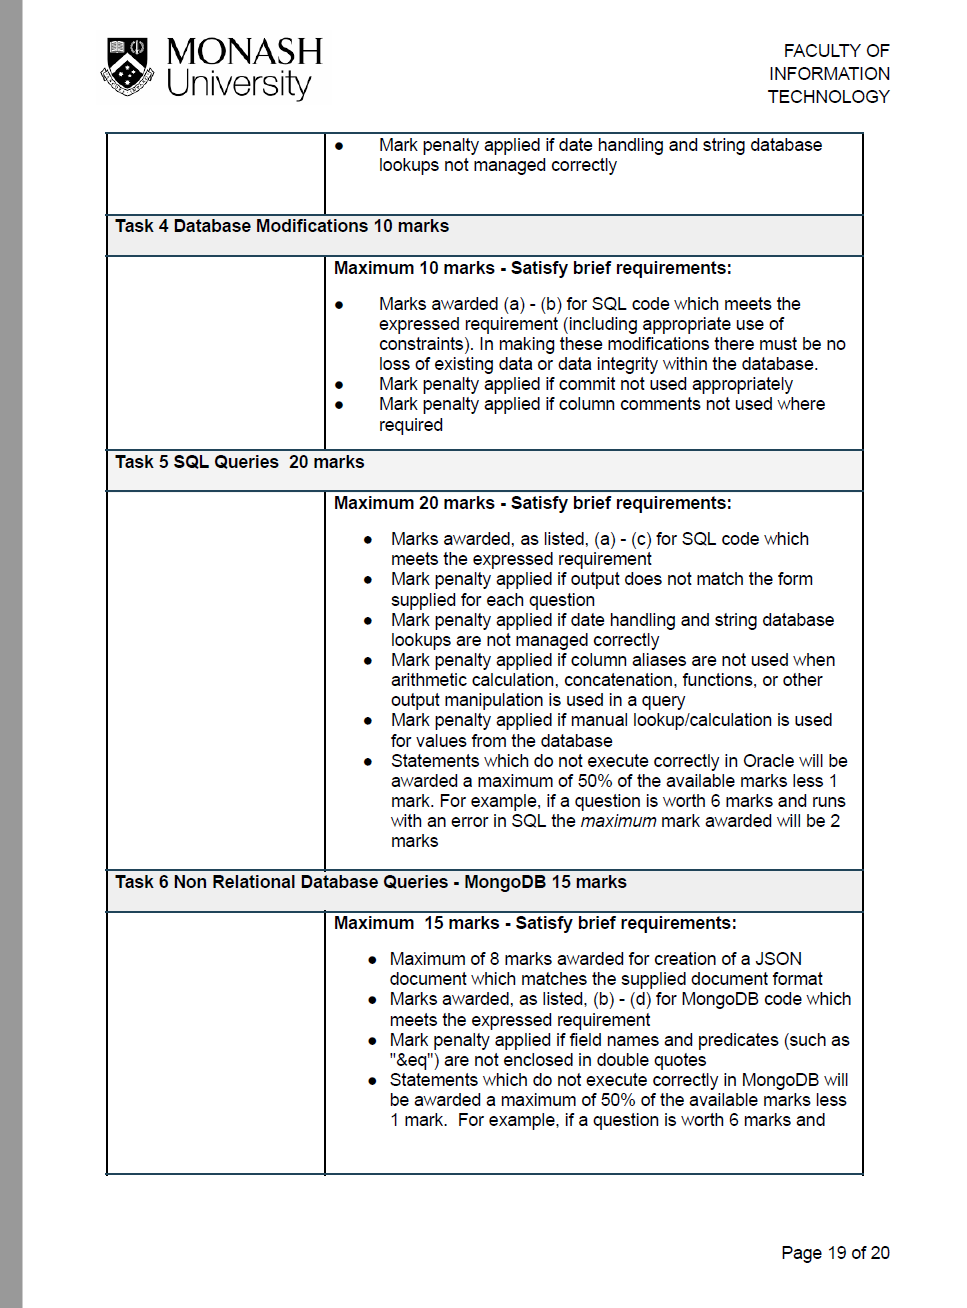 MONASH
University
FACULTY OF
INFORMATION
TECHNOLOGY
● Mark penalty applied if date handling and string database
lookups not managed correctly
Task 4 Database Modifications 10 marks
Maximum 10 marks - Satisfy brief requirements:
● Marks awarded (a) - (b) for SQL code which meets the
expressed requirement (including appropriate use of
constraints). In making these modifications there must be no
loss of existing data or data integrity within the database.
● Mark penalty applied if commit not used appropriately
● Mark penalty applied if column comments not used where
required
Task 5 SQL Queries  20 marks
Maximum 20 marks - Satisfy brief requirements:
● Marks awarded, as listed, (a) - (c) for SQL code which
meets the expressed requirement
● Mark penalty applied if output does not match the form
supplied for each question
● Mark penalty applied if date handling and string database
lookups are not managed correctly
● Mark penalty applied if column aliases are not used when
arithmetic calculation, concatenation, functions, or other
output manipulation is used in a query
● Mark penalty applied if manual lookup/calculation is used
for values from the database
● Statements which do not execute correctly in Oracle will be
awarded a maximum of 50% of the available marks less 1
mark. For example, if a question is worth 6 marks and runs
with an error in SQL the maximum mark awarded will be 2
marks
Task 6 Non Relational Database Queries - MongoDB 15 marks
Maximum  15 marks - Satisfy brief requirements:
● Maximum of 8 marks awarded for creation of a JSON
document which matches the supplied document format
● Marks awarded, as listed, (b) - (d) for MongoDB code which
meets the expressed requirement
● Mark penalty applied if field names and predicates (such as
"&eq") are not enclosed in double quotes
● Statements which do not execute correctly in MongoDB will
be awarded a maximum of 50% of the available marks less
1 mark.  For example, if a question is worth 6 marks and
Page 19 of 20